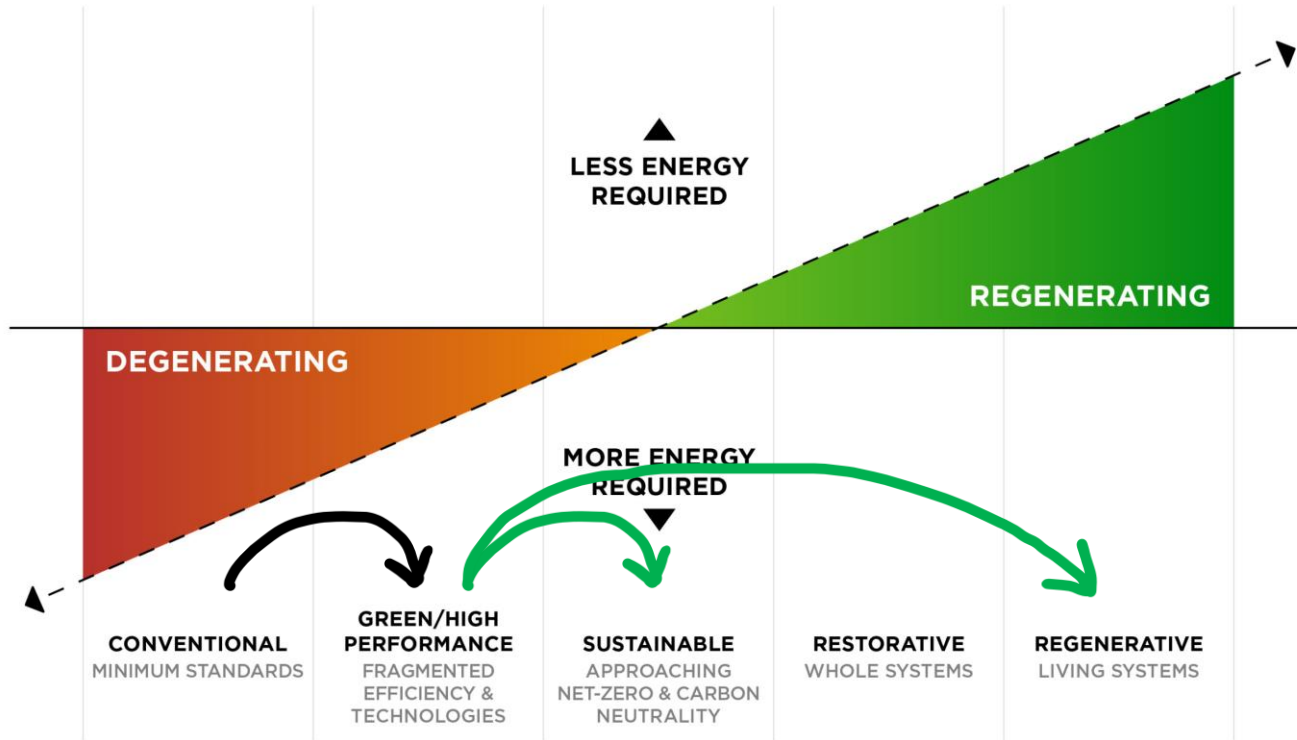 LESS ENERGY
REQUIRED
REGENERATING
DEGENERATING
MORE ENERGY
REQUIRED
CONVENTIONAL
MINIMUM STANDARDS
GREEN/HIGH
PERFORMANCE
FRAGMENTED
EFFICIENCY &
TECHNOLOGIES
SUSTAINABLE
APPROACHING
NET-ZERO & CARBON
NEUTRALITY
RESTORATIVE
WHOLE SYSTEMS
REGENERATIVE
LIVING SYSTEMS